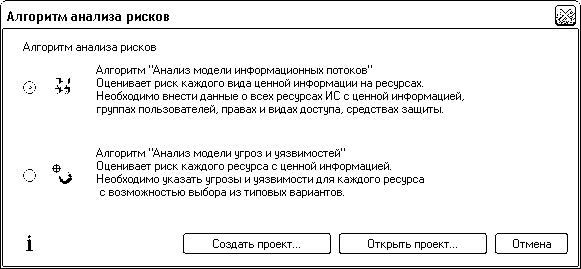 Алгоритм анализа рисков
Алгоритм анализа рисков
Алгоритм "Анализ модели информационных потоков"
Оценивает риск каждого вида ценной информации на ресурсах.
Необходимо внести данные о всех ресурсах ИС с ценной информацией,
группах пользователей, правах и видах доступа, средствах защиты.
Алгоритм "Анализ модели угроз и уязвимостей"
Оценивает риск каждого ресурса с ценной информацией.
Необходимо указать угрозы и уязвимости для каждого ресурса
с возможностью выбора из типовых вариантов.
i
Создать проект...
Открыть проект...
Отмена